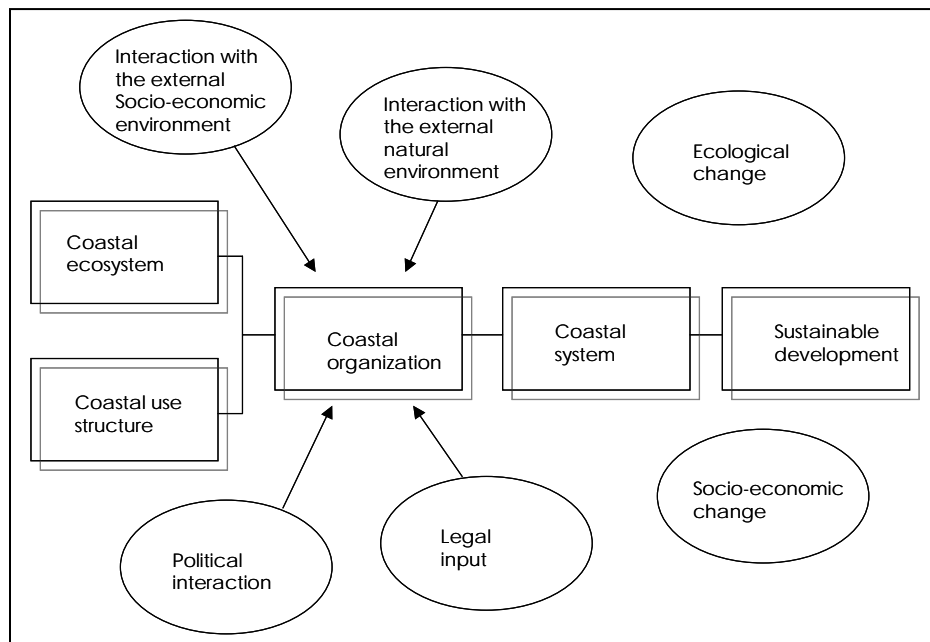 Interaction with
the external
Socio-economic
environment
Interaction with
the external
natural
environment
Ecological
change
Coastal
ecosystem
Coastal
organization
Coastal
system
Sustainable
development
Coastal use
structure
Socio-economic
change
Political
interaction
Legal
input